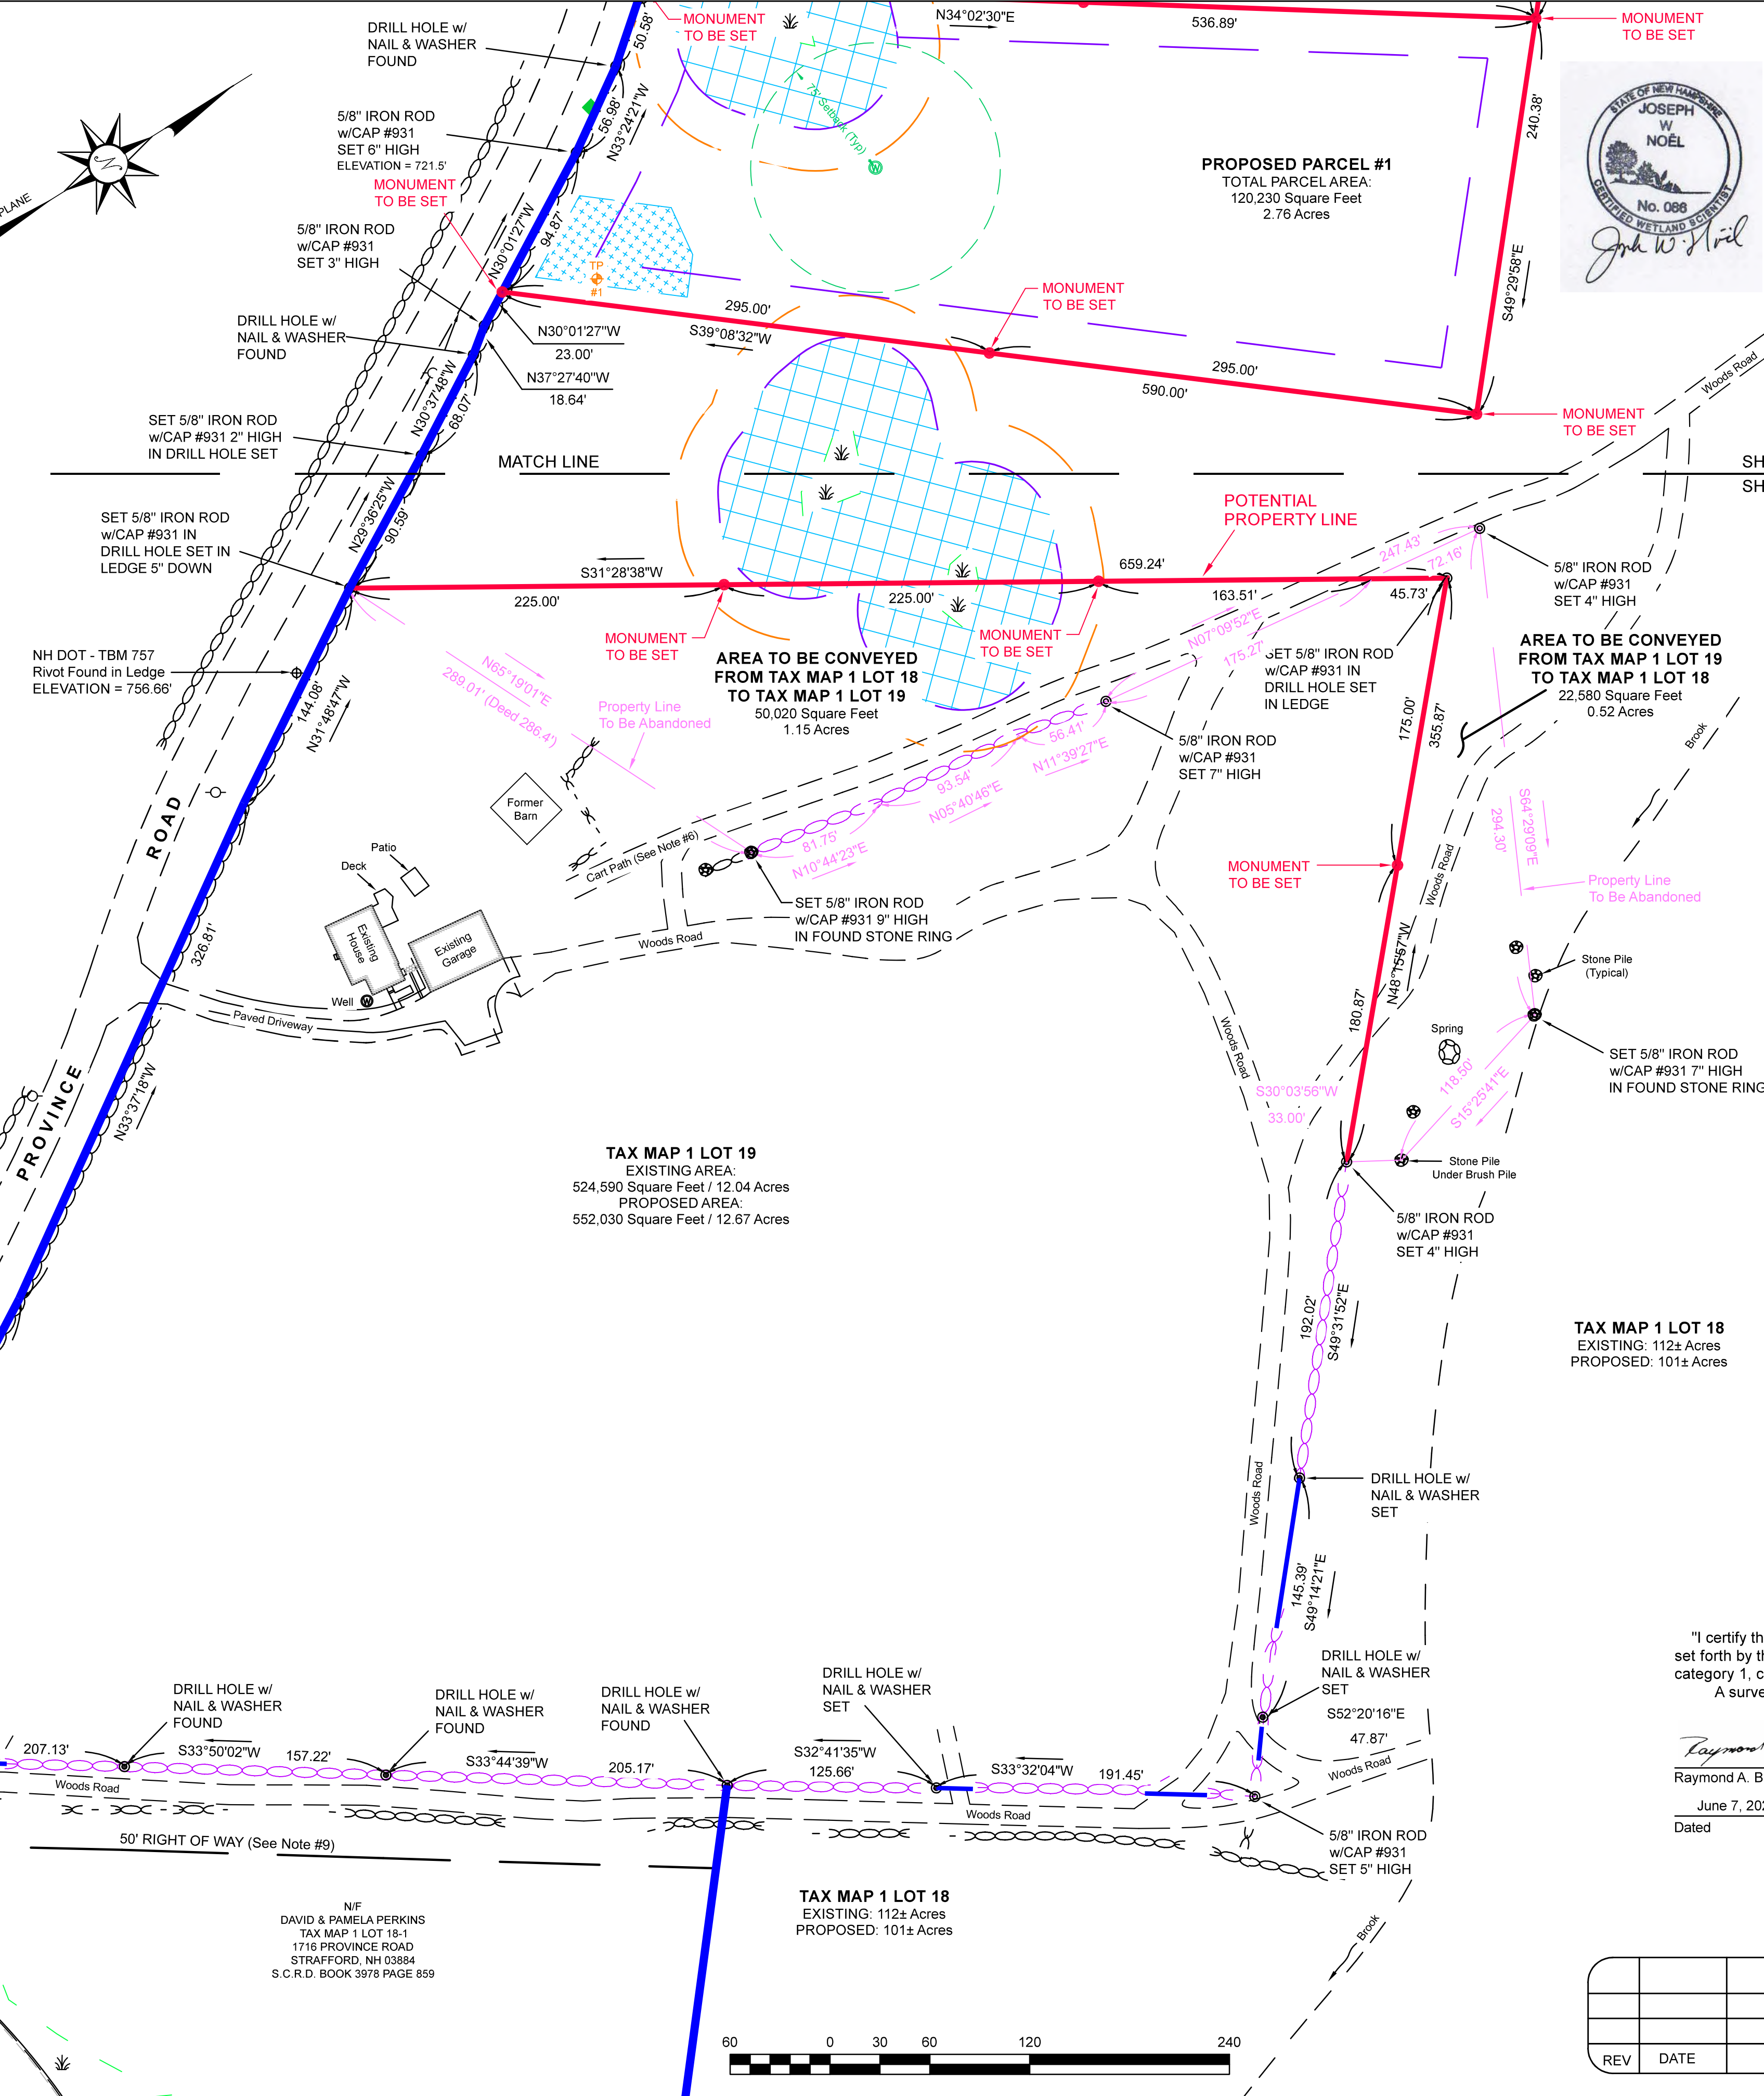 DRILL HOLE w/
NAIL & WASHER
FOUND
50.58'
MONUMENT
TO BE SET
N34°02'30"E
536.89'
MONUMENT
TO BE SET
5/8" IRON ROD
w/CAP #931
SET 6" HIGH
ELEVATION = 721.5'
56.98'
N33°24'21"W
75' Setback (Typ)
W
240.38'
STATE OF NEW HAMPSHIRE
JOSEPH
W
NOËL
No. 086
CERTIFIED WETLAND SCIENTIST
PROPOSED PARCEL #1
TOTAL PARCEL AREA:
120,230 Square Feet
2.76 Acres
N
PLANE
MONUMENT
TO BE SET
5/8" IRON ROD
w/CAP #931
SET 3" HIGH
N30°01'27"W
94.87'
TP
#1
S49°29'58"E
MONUMENT
TO BE SET
295.00'
S39°08'32"W
DRILL HOLE w/
NAIL & WASHER
FOUND
N30°01'27"W
23.00'
N37°27'40"W
18.64'
295.00'
590.00'
Woods Road
N30°37'48"W
68.07'
SET 5/8" IRON ROD
w/CAP #931 2" HIGH
IN DRILL HOLE SET
MONUMENT
TO BE SET
MATCH LINE
SH
SH
POTENTIAL
PROPERTY LINE
N29°36'25"W
90.59'
SET 5/8" IRON ROD
w/CAP #931 IN
DRILL HOLE SET IN
LEDGE 5" DOWN
S31°28'38"W
225.00'
225.00'
659.24'
163.51'
45.73'
247.43'
72.16'
5/8" IRON ROD
w/CAP #931
SET 4" HIGH
MONUMENT
TO BE SET
MONUMENT
TO BE SET
N07°09'52"E
175.27'
NH DOT - TBM 757
Rivot Found in Ledge
ELEVATION = 756.66'
144.08'
N31°48'47"W
N65°19'01"E
289.01' (Deed 286.4')
Property Line
To Be Abandoned
AREA TO BE CONVEYED
FROM TAX MAP 1 LOT 18
TO TAX MAP 1 LOT 19
50,020 Square Feet
1.15 Acres
SET 5/8" IRON ROD
w/CAP #931 IN
DRILL HOLE SET
IN LEDGE
AREA TO BE CONVEYED
FROM TAX MAP 1 LOT 19
TO TAX MAP 1 LOT 18
22,580 Square Feet
0.52 Acres
175.00'
355.87'
Brook
5/8" IRON ROD
w/CAP #931
SET 7" HIGH
56.41'
N11°39'27"E
93.54'
N05°40'46"E
81.75'
N10°44'23"E
Former
Barn
Cart Path (See Note #6)
Patio
Deck
Existing
House
Existing
Garage
Well
W
Paved Driveway
326.81'
PROVINCE ROAD
N33°37'18"W
SET 5/8" IRON ROD
w/CAP #931 9" HIGH
IN FOUND STONE RING
Woods Road
MONUMENT
TO BE SET
Woods Road
S64°29'09"E
294.30'
Property Line
To Be Abandoned
Stone Pile
(Typical)
N48°15'57"W
180.87'
Woods Road
Spring
118.50'
S15°25'41"E
SET 5/8" IRON ROD
w/CAP #931 7" HIGH
IN FOUND STONE RING
S30°03'56"W
33.00'
Stone Pile
Under Brush Pile
TAX MAP 1 LOT 19
EXISTING AREA:
524,590 Square Feet / 12.04 Acres
PROPOSED AREA:
552,030 Square Feet / 12.67 Acres
5/8" IRON ROD
w/CAP #931
SET 4" HIGH
192.02'
S49°31'52"E
TAX MAP 1 LOT 18
EXISTING: 112± Acres
PROPOSED: 101± Acres
Woods Road
DRILL HOLE w/
NAIL & WASHER
SET
145.39'
S49°14'21"E
"I certify th
set forth by t
category 1, c
A surve
DRILL HOLE w/
NAIL & WASHER
SET
S52°20'16"E
47.87'
Woods Road
DRILL HOLE w/
NAIL & WASHER
FOUND
DRILL HOLE w/
NAIL & WASHER
FOUND
DRILL HOLE w/
NAIL & WASHER
FOUND
DRILL HOLE w/
NAIL & WASHER
SET
207.13'
S33°50'02"W
157.22'
S33°44'39"W
205.17'
S32°41'35"W
125.66'
S33°32'04"W
191.45'
Woods Road
Woods Road
Raymon
Raymond A. B
June 7, 202
Dated
50' RIGHT OF WAY (See Note #9)
5/8" IRON ROD
w/CAP #931
SET 5" HIGH
N/F
DAVID & PAMELA PERKINS
TAX MAP 1 LOT 18-1
1716 PROVINCE ROAD
STRAFFORD, NH 03884
S.C.R.D. BOOK 3978 PAGE 859
TAX MAP 1 LOT 18
EXISTING: 112± Acres
PROPOSED: 101± Acres
Brook
60 0 30 60 120 240
REV DATE